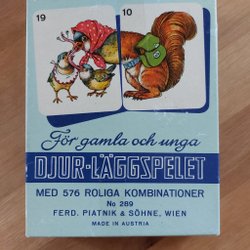 19 10
För gamla och unga
DJUR-LÄGGSPELET
MED 576 ROLIGA KOMBINATIONER
No 289
FERD. PIATNIK & SÖHNE, WIEN
MADE IN AUSTRIA